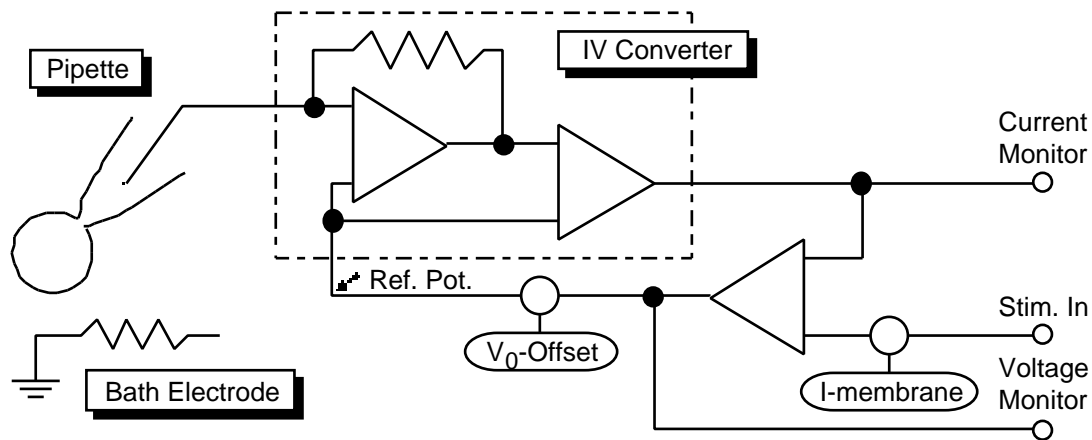 IV Converter
Pipette
Current
Monitor
Ref. Pot.
Stim. In
V0-Offset
Voltage
Monitor
I-membrane
Bath Electrode